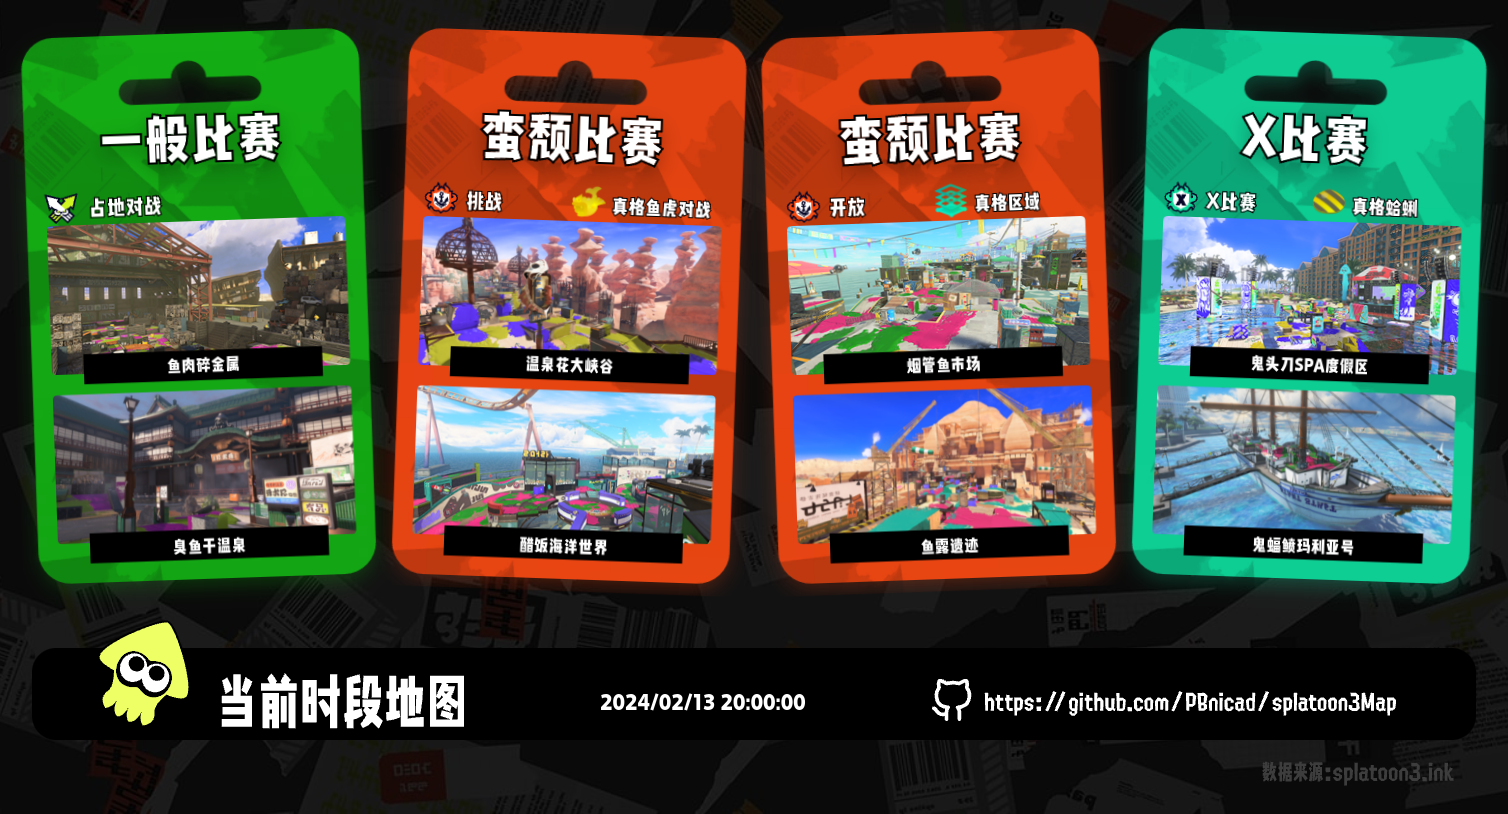 一般比赛
占地对战
鱼肉碎金属
臭鱼干温泉
蛮颓比赛
挑战
真格鱼虎对战
温泉花大峡谷
醋饭海洋世界
蛮颓比赛
开放
真格区域
烟管鱼市场
鱼露遗迹
X比赛
X比赛
真格蛤蜊
鬼头刀SPA度假区
鬼蝠鲼玛利亚号
当前时段地图
2024/02/13 20:00:00
https://github.com/PBnicad/splatoon3Map
数据来源:splatoon3.ink